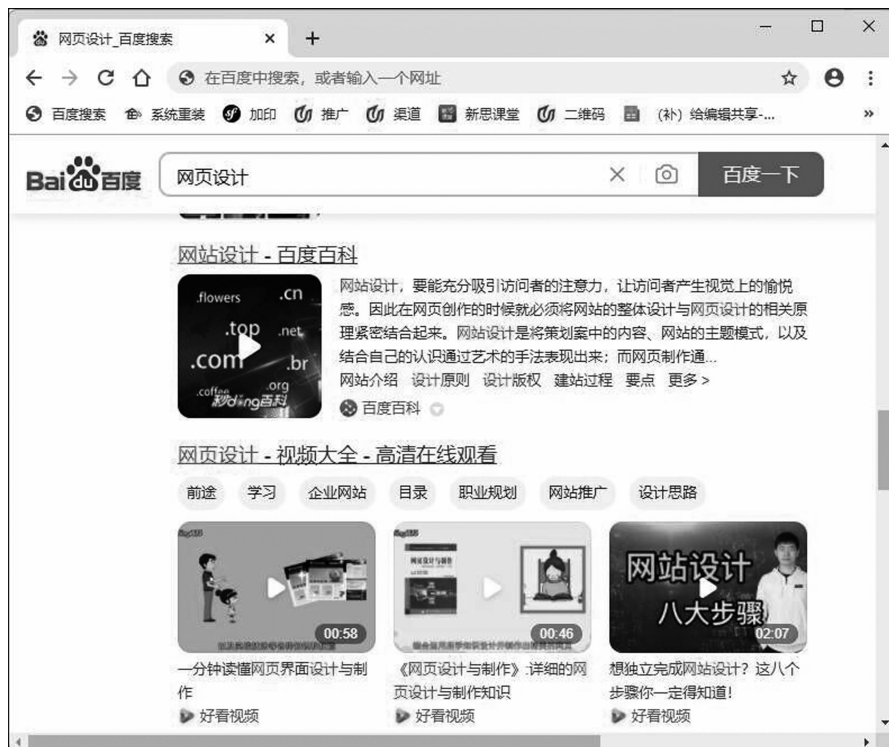 网页设计_百度搜索
在百度中搜索，或者输入一个网址
百度搜索 系统重装 加印 推广 渠道 新思课堂 二维码 (补) 给编辑共享-...
Bai du 百度 网页设计 百度一下
网站设计 - 百度百科
.flowers .cn
.top .net
.com .br
.coffee .org
秒dǒng百科
网站设计，要能充分吸引访问者的注意力，让访问者产生视觉上的愉悦
感。因此在网页创作的时候就必须将网站的整体设计与网页设计的相关原
理紧密结合起来。网站设计是将策划案中的内容、网站的主题模式，以及
结合自己的认识通过艺术的手法表现出来；而网页制作通...
网站介绍 设计原则 设计版权 建站过程 要点 更多 >
百度百科
网页设计 - 视频大全 - 高清在线观看
前途 学习 企业网站 目录 职业规划 网站推广 设计思路
00:58
网页设计与制作
00:46
网站设计
八大步骤
02:07
一分钟读懂网页界面设计与制
作
《网页设计与制作》:详细的网
页设计与制作知识
想独立完成网站设计？这八个
步骤你一定得知道！
好看视频 好看视频 好看视频